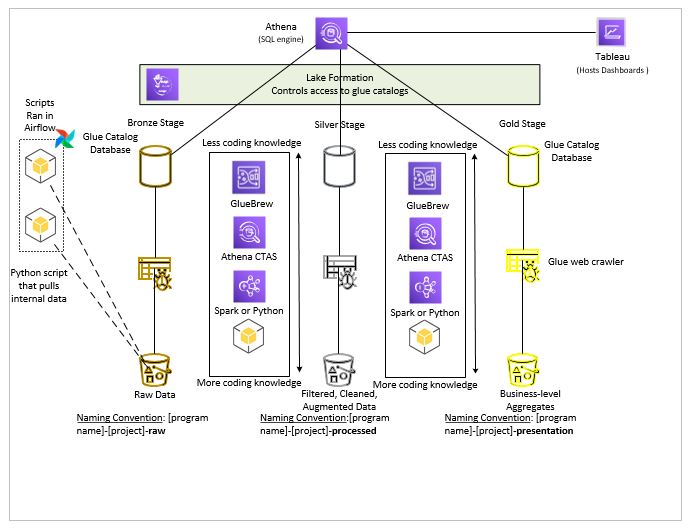 Athena
(SQL engine)
Tableau
(Hosts Dashboards )
Lake Formation
Controls access to glue catalogs
Scripts
Ran in
Airflow
Bronze Stage
Silver Stage
Gold Stage
Glue Catalog
Database
Less coding knowledge
Less coding knowledge
Glue Catalog
Database
GlueBrew
GlueBrew
Athena CTAS
Athena CTAS
Glue web crawler
Python script
that pulls
internal data
Spark or Python
Spark or Python
More coding knowledge
More coding knowledge
Raw Data
Filtered, Cleaned,
Augmented Data
Business-level
Aggregates
Naming Convention: [program
name]-[project]-raw
Naming Convention:[program
name]-[project]-processed
Naming Convention: [program
name]-[project]-presentation